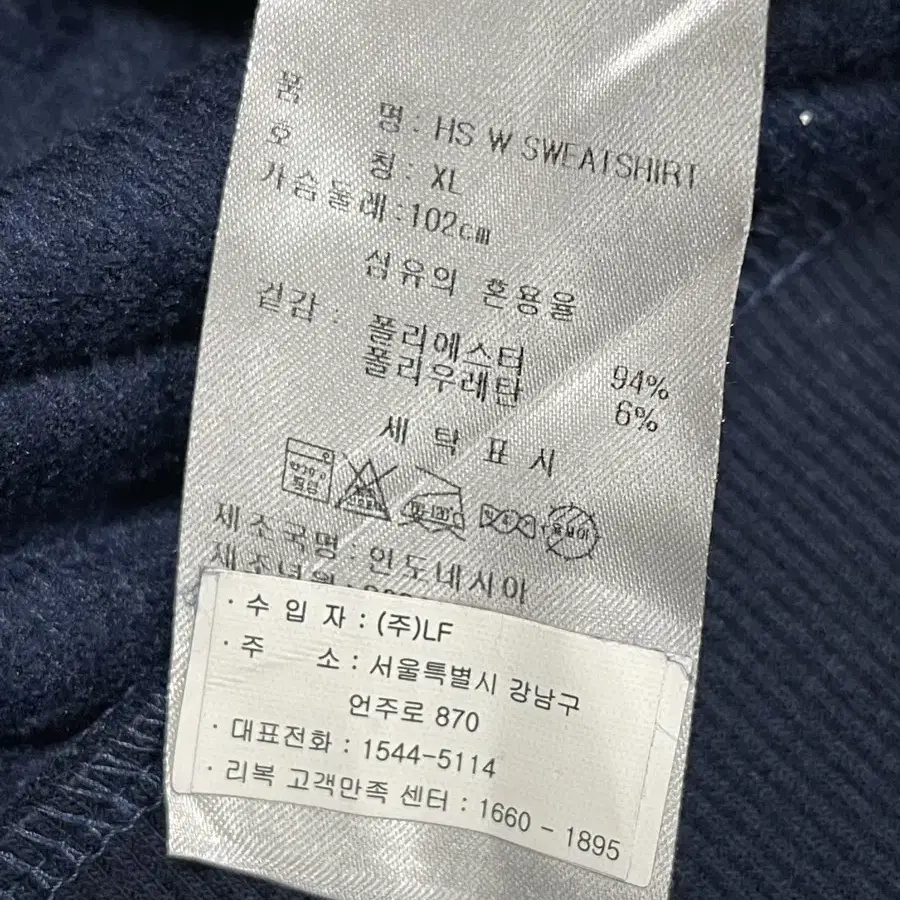 품 명 : HS W SWEATSHIRT
호 칭 : XL
가슴둘레 : 102cm
섬유의 혼용율
겉감 : 폴리에스터 94%
폴리우레탄 6%
세 탁 표 시
제조국명 : 인도네시아
제조년월 :
· 수 입 자 : (주)LF
· 주 소 : 서울특별시 강남구
언주로 870
· 대표전화 : 1544-5114
· 리복 고객만족 센터 : 1660 - 1895